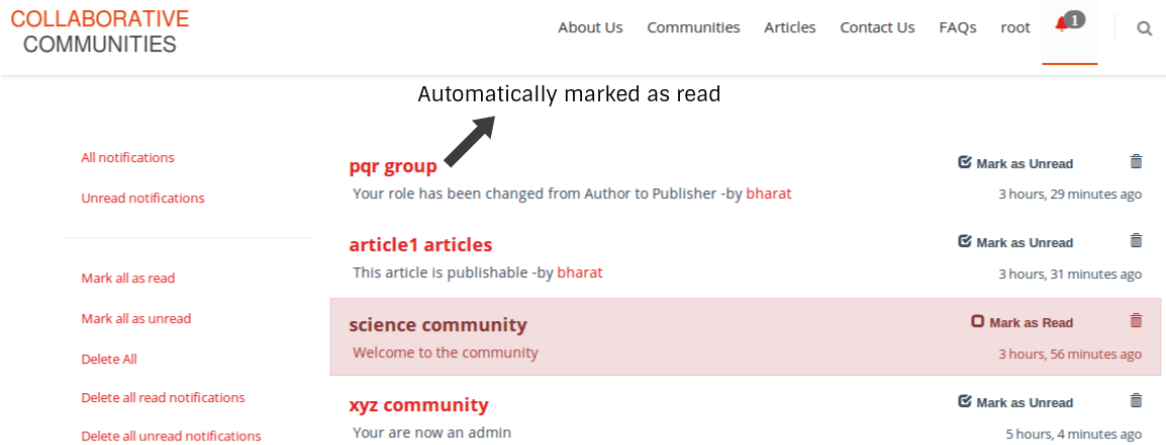 COLLABORATIVE
COMMUNITIES
About Us Communities Articles Contact Us FAQs root 1
Automatically marked as read
All notifications
Unread notifications
Mark all as read
Mark all as unread
Delete All
Delete all read notifications
Delete all unread notifications
pqr group Mark as Unread
Your role has been changed from Author to Publisher -by bharat 3 hours, 29 minutes ago
article1 articles Mark as Unread
This article is publishable -by bharat 3 hours, 31 minutes ago
science community Mark as Read
Welcome to the community 3 hours, 56 minutes ago
xyz community Mark as Unread
Your are now an admin 5 hours, 4 minutes ago